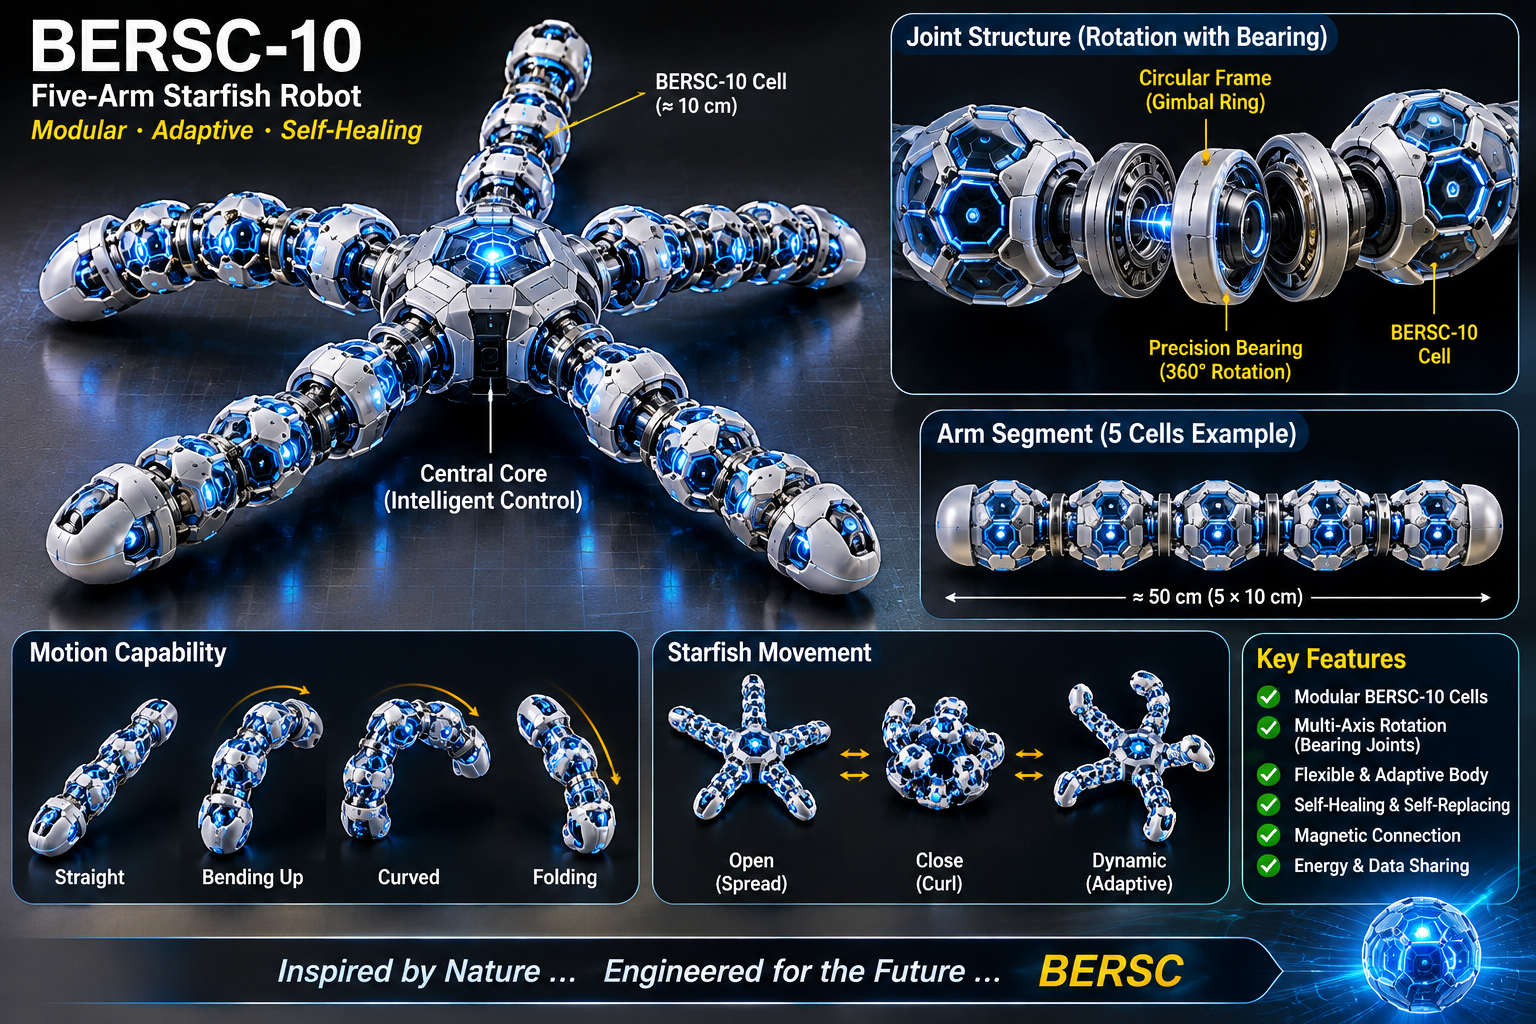 BERSC-10
Five-Arm Starfish Robot
Modular · Adaptive · Self-Healing
BERSC-10 Cell
(≈ 10 cm)
Central Core
(Intelligent Control)
Joint Structure (Rotation with Bearing)
Circular Frame
(Gimbal Ring)
Precision Bearing
(360° Rotation)
BERSC-10
Cell
Arm Segment (5 Cells Example)
≈ 50 cm (5 × 10 cm)
Motion Capability
Straight
Bending Up
Curved
Folding
Starfish Movement
Open
(Spread)
Close
(Curl)
Dynamic
(Adaptive)
Key Features
Modular BERSC-10 Cells
Multi-Axis Rotation
(Bearing Joints)
Flexible & Adaptive Body
Self-Healing & Self-Replacing
Magnetic Connection
Energy & Data Sharing
Inspired by Nature ... Engineered for the Future ... BERSC